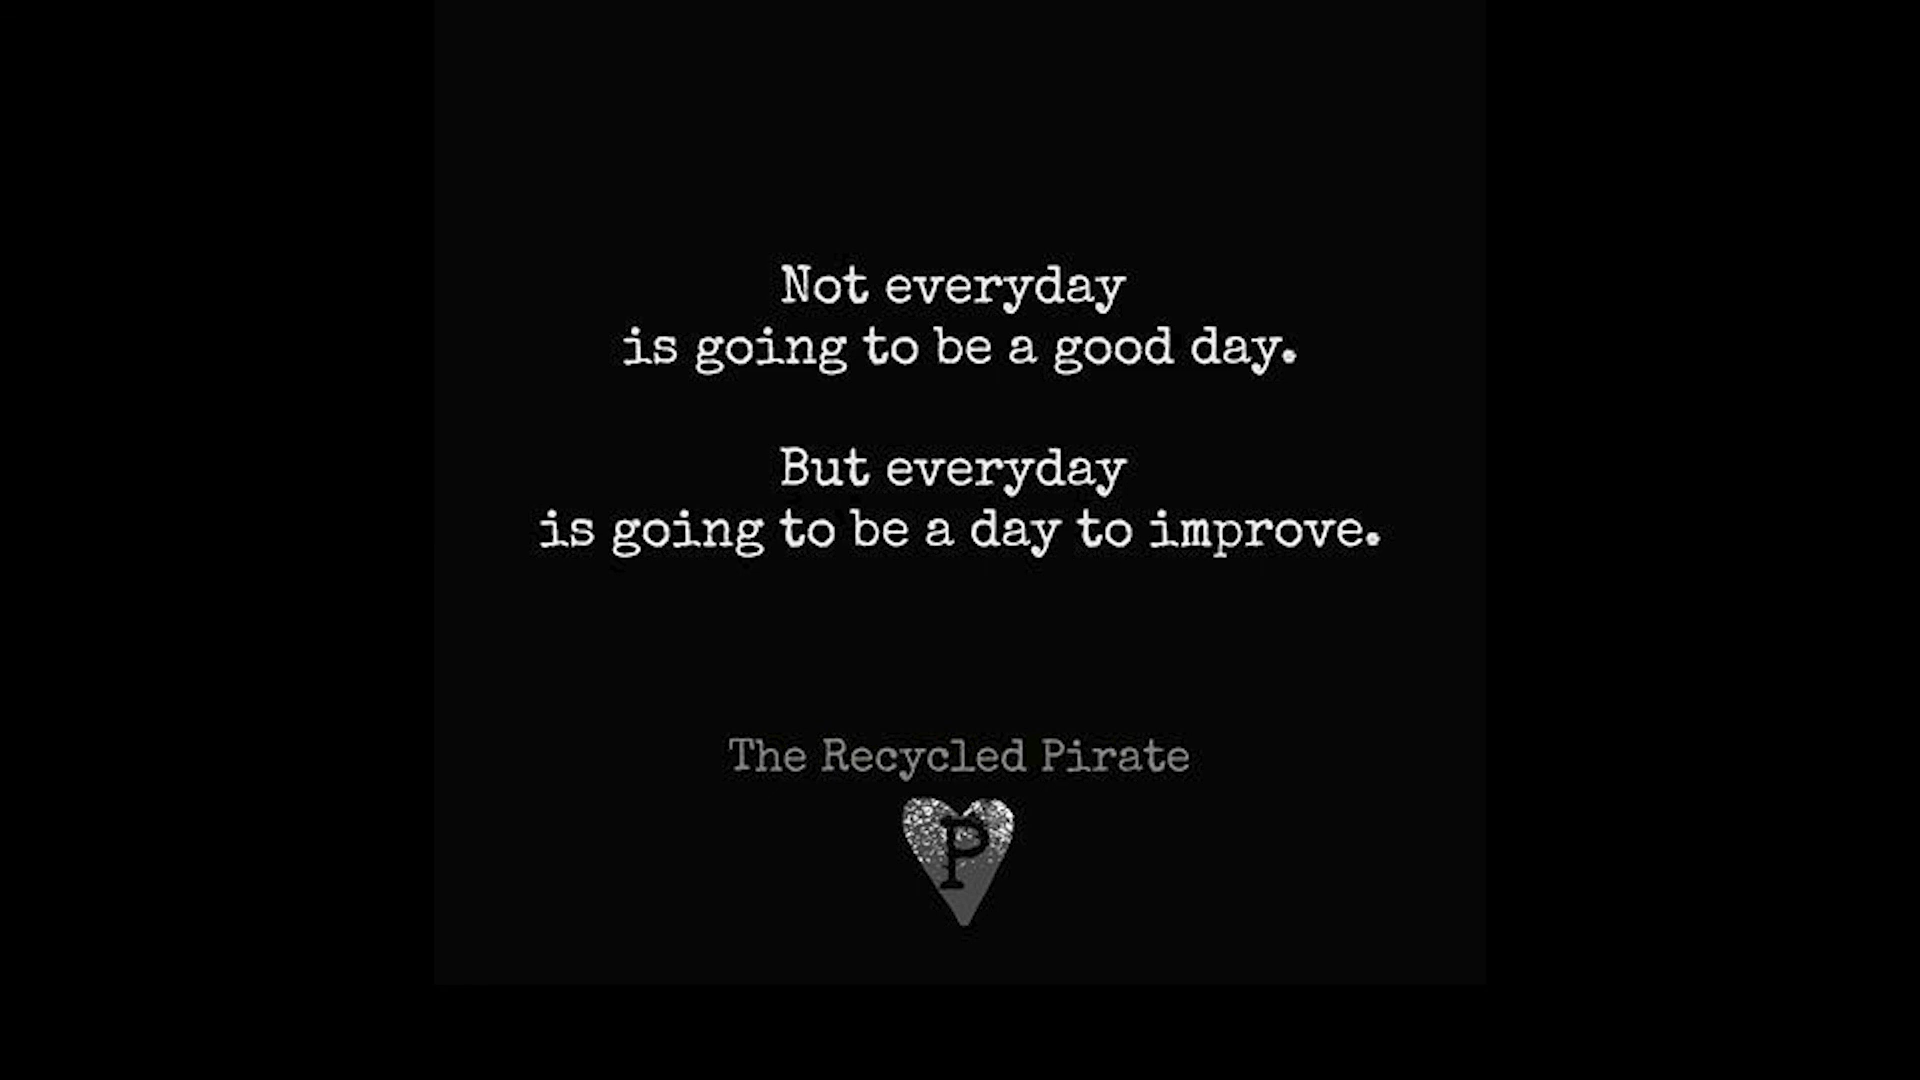 Not everyday
is going to be a good day.
But everyday
is going to be a day to improve.
The Recycled Pirate
P